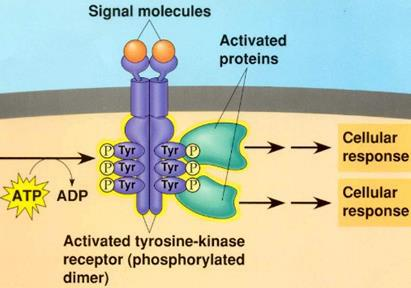 Signal molecules
Activated
proteins
P Tyr Tyr P
P Tyr Tyr P
P Tyr Tyr P
ATP
ADP
Cellular
response
Cellular
response
Activated tyrosine-kinase
receptor (phosphorylated
dimer)